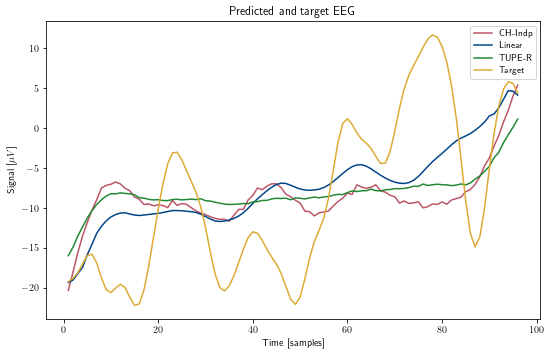 Predicted and target EEG
CH-Indp
Linear
TUPE-R
Target
Signal [μV]
10
5
0
−5
−10
−15
−20
0 20 40 60 80 100
Time [samples]